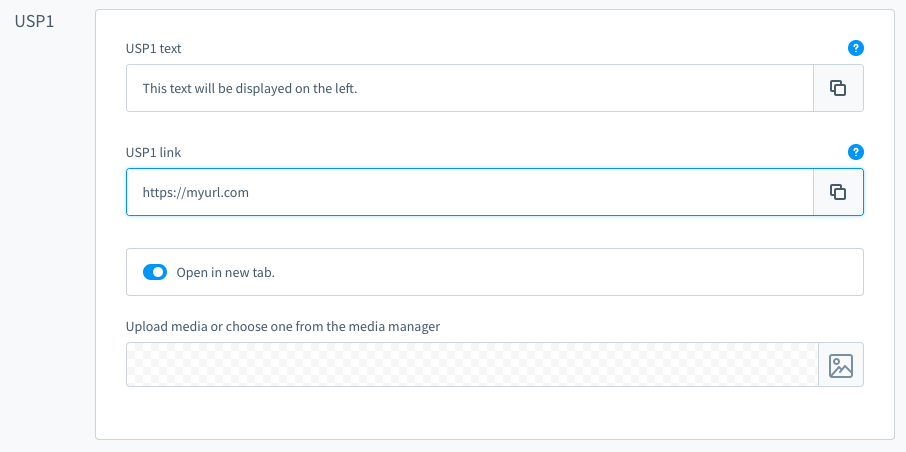 USP1
USP1 text
?
This text will be displayed on the left.
USP1 link
?
https://myurl.com
Open in new tab.
Upload media or choose one from the media manager